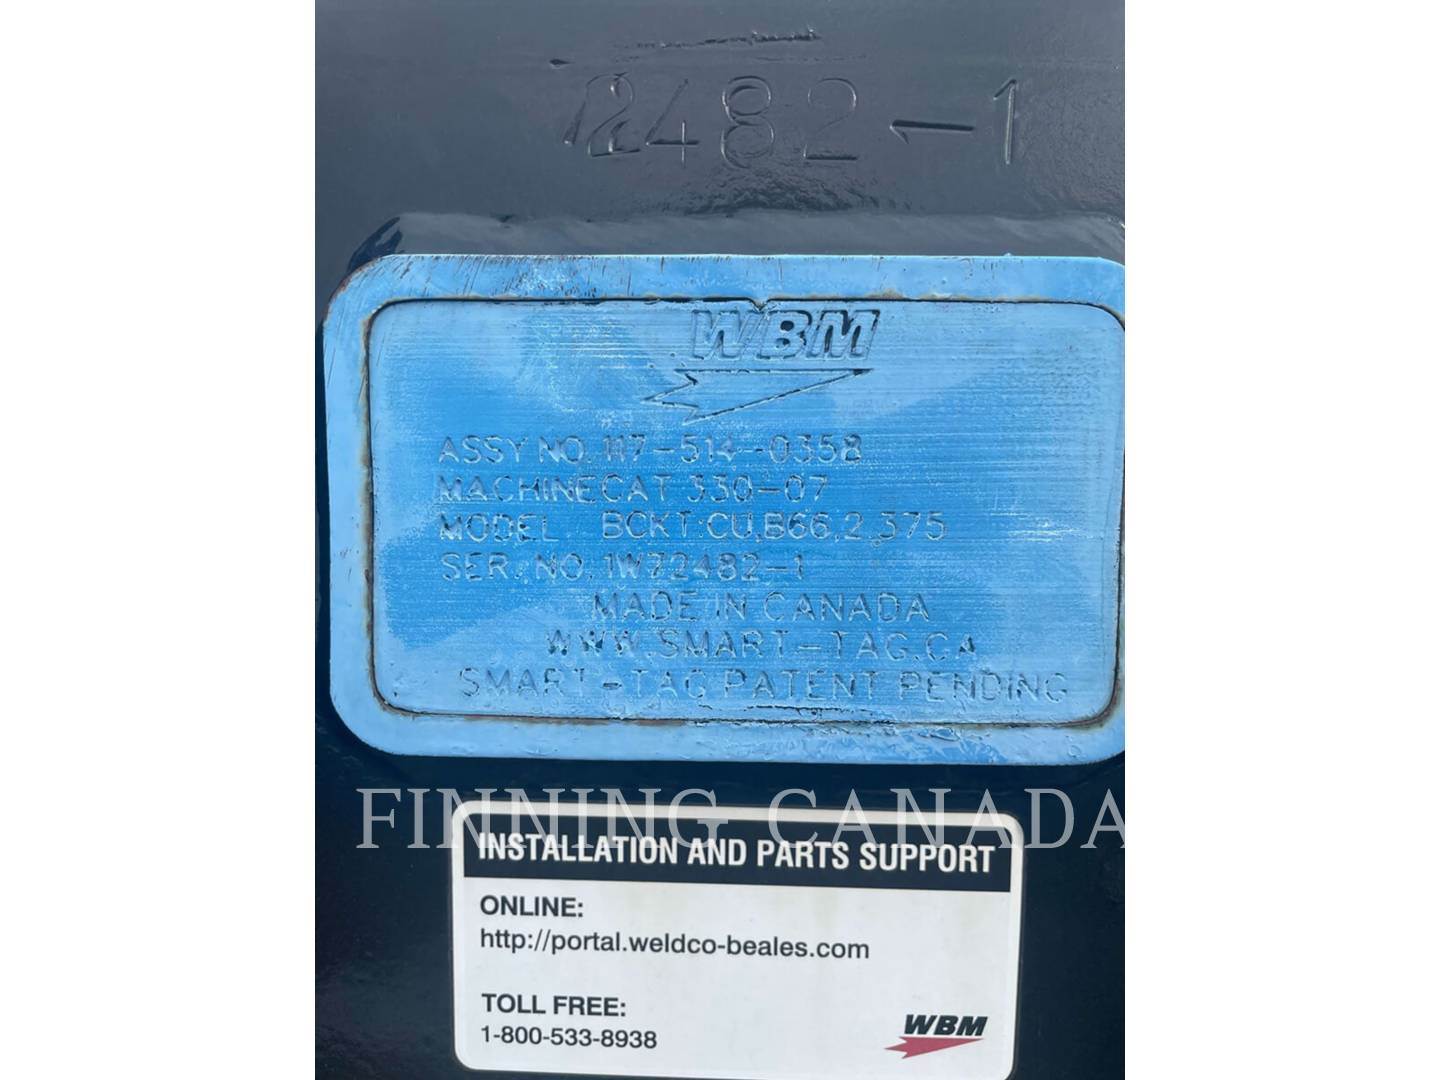 72482-1
WBM
ASSY NO. 117-514-0358
MACHINE CAT 330-07
MODEL BCKT:CU,B66,2.375
SER. NO. 1W72482-1
MADE IN CANADA
WWW.SMART-TAG.CA
SMART-TAG PATENT PENDING
FINNING CANADA
INSTALLATION AND PARTS SUPPORT
ONLINE:
http://portal.weldco-beales.com
TOLL FREE:
1-800-533-8938
WBM